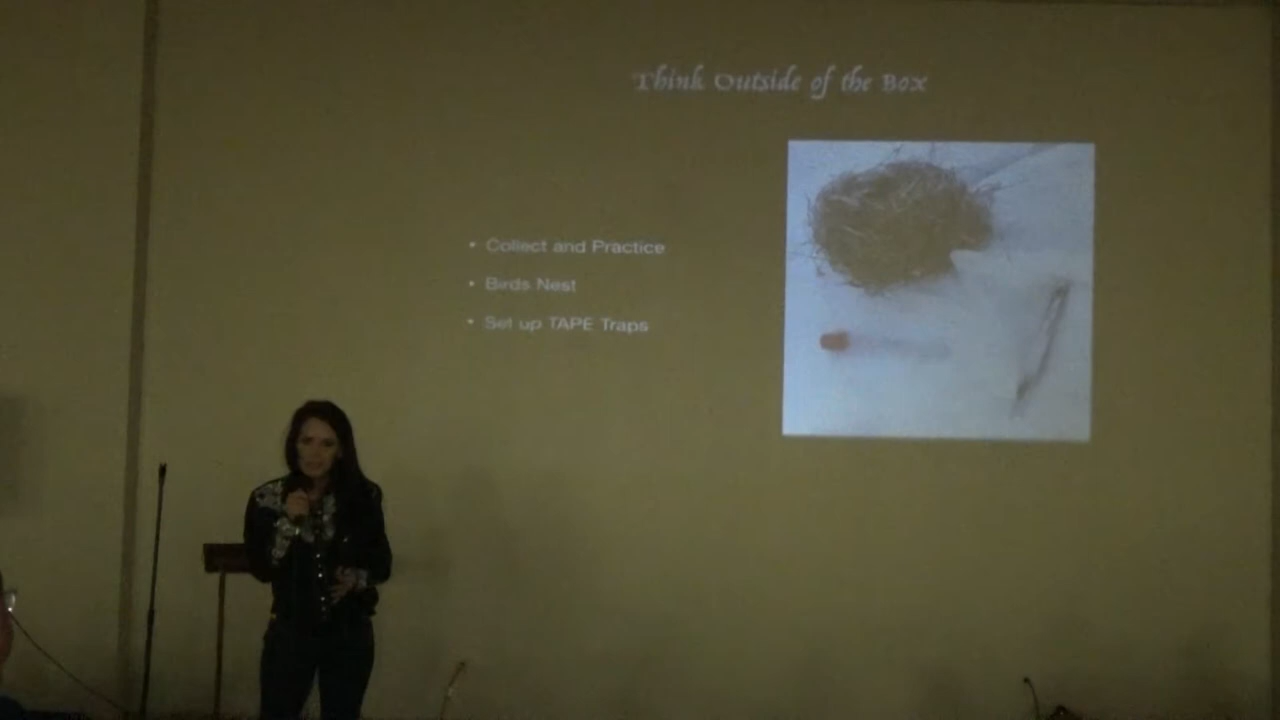 Think Outside of the Box
• Collect and Practice
• Birds Nest
• Set up TAPE Traps